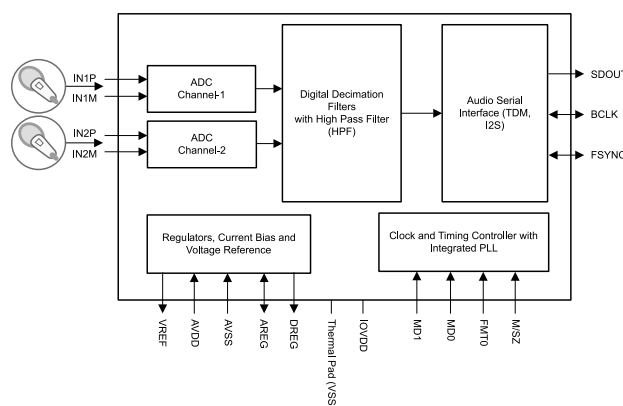 IN1P
IN1M
IN2P
IN2M
ADC
Channel-1
ADC
Channel-2
Digital Decimation
Filters
with High Pass Filter
(HPF)
Audio Serial
Interface (TDM,
I2S)
SDOUT
BCLK
FSYNC
Regulators, Current Bias and
Voltage Reference
Clock and Timing Controller with
Integrated PLL
VREF
AVDD
AVSS
AREG
DREG
Thermal Pad (VSS
IOVDD
MD1
MD0
FMT0
M/SZ